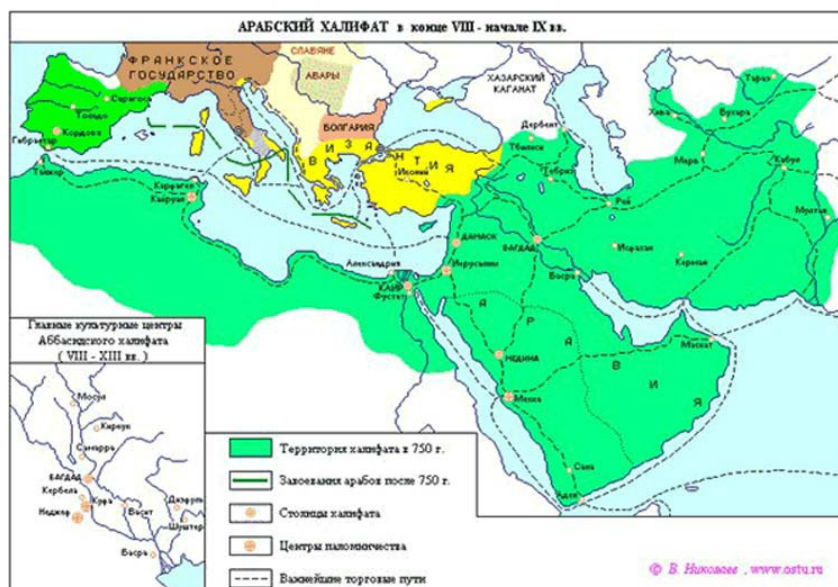 АРАБСКИЙ ХАЛИФАТ в конце VIII - начале IX вв.
ФРАНКСКОЕ
ГОСУДАРСТВО
СЛАВЯНЕ
АВАРЫ
ХАЗАРСКИЙ
КАГАНАТ
Тараз
Сарагоса
Толедо
Кордова
Гибралтар
Танжер
БОЛГАРИЯ
ВИЗАНТИЯ
Икония
Дербент
Тбилиси
Тебриз
Хива
Бухара
Мерв
Кабул
Рей
Мултан
Карфаген
Кайруан
ДАМАСК
БАГДАД
Исфахан
Керман
Александрия
Иерусалим
Басра
КАИР
Фустат
АРАВИЯ
Маскат
МЕДИНА
Мекка
Сана
Аден
Главные культурные центры
Аббасидского халифата
( VIII - XIII вв. )
Мосул
Киркук
Самарра
БАГДАД
Кербела
Куфа
Неджеф
Васит
Шуштер
Басра
Территория халифата в 750 г.
Завоевания арабов после 750 г.
Столицы халифата
Центры паломничества
Важнейшие торговые пути
© В. Николаев , www.ostu.ru